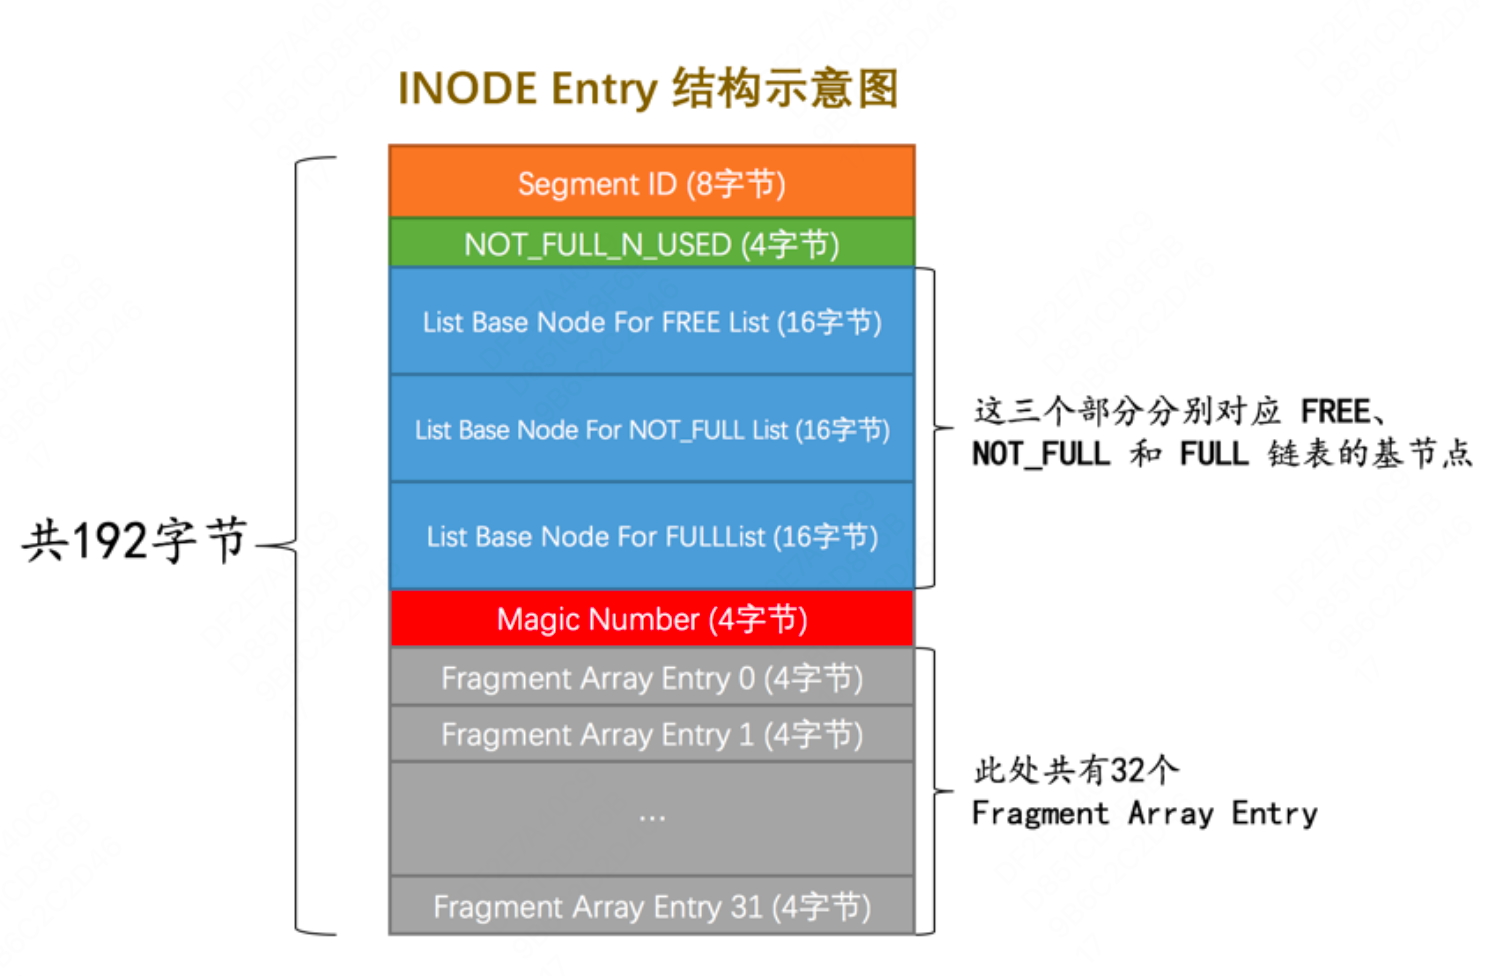 INODE Entry 结构示意图
Segment ID (8字节)
NOT_FULL_N_USED (4字节)
List Base Node For FREE List (16字节)
List Base Node For NOT_FULL List (16字节)
List Base Node For FULLList (16字节)
Magic Number (4字节)
Fragment Array Entry 0 (4字节)
Fragment Array Entry 1 (4字节)
...
Fragment Array Entry 31 (4字节)
共192字节
这三个部分分别对应 FREE、
NOT_FULL 和 FULL 链表的基节点
此处共有32个
Fragment Array Entry